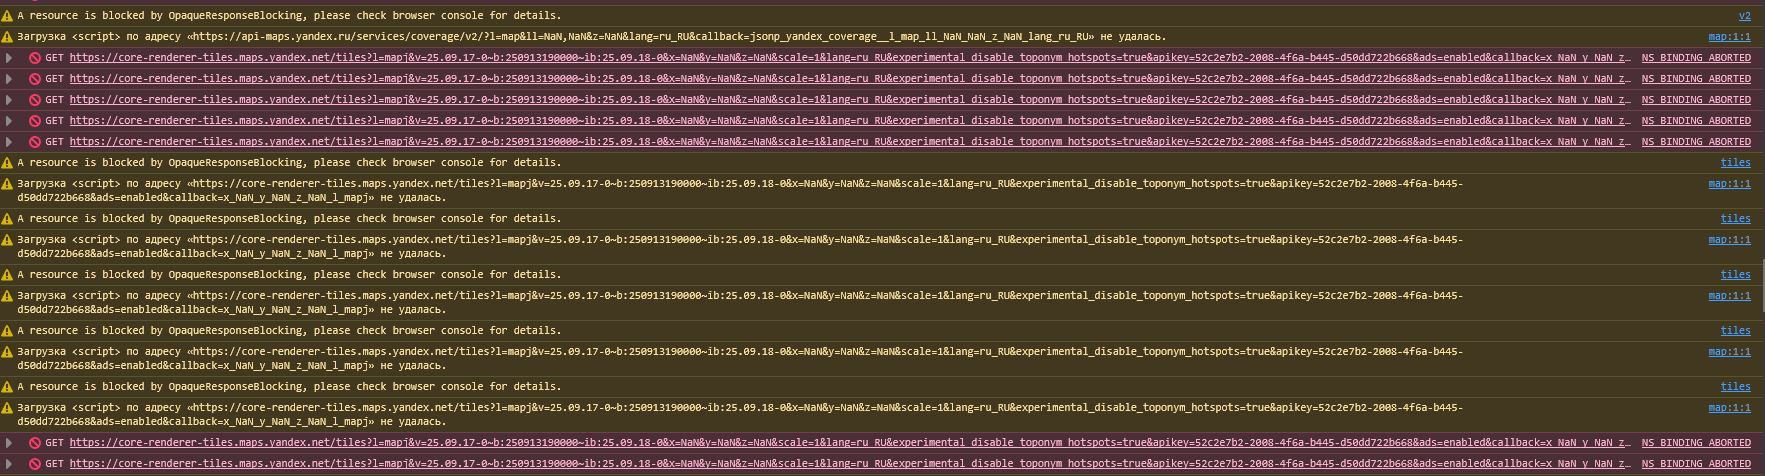 A resource is blocked by OpaqueResponseBlocking, please check browser console for details. v2
Загрузка <script> по адресу «https://api-maps.yandex.ru/services/coverage/v2/?l=map&ll=NaN,NaN&z=NaN&lang=ru_RU&callback=jsonp_yandex_coverage__l_map_ll_NaN_NaN_z_NaN_lang_ru_RU» не удалась. map:1:1
GET https://core-renderer-tiles.maps.yandex.net/tiles?l=mapj&v=25.09.17-0~b:250913190000~ib:25.09.18-0&x=NaN&y=NaN&z=NaN&scale=1&lang=ru_RU&experimental_disable_toponym_hotspots=true&apikey=52c2e7b2-2008-4f6a-b445-d50dd722b668&ads=enabled&callback=x_NaN_y_NaN_z… NS_BINDING_ABORTED
GET https://core-renderer-tiles.maps.yandex.net/tiles?l=mapj&v=25.09.17-0~b:250913190000~ib:25.09.18-0&x=NaN&y=NaN&z=NaN&scale=1&lang=ru_RU&experimental_disable_toponym_hotspots=true&apikey=52c2e7b2-2008-4f6a-b445-d50dd722b668&ads=enabled&callback=x_NaN_y_NaN_z… NS_BINDING_ABORTED
GET https://core-renderer-tiles.maps.yandex.net/tiles?l=mapj&v=25.09.17-0~b:250913190000~ib:25.09.18-0&x=NaN&y=NaN&z=NaN&scale=1&lang=ru_RU&experimental_disable_toponym_hotspots=true&apikey=52c2e7b2-2008-4f6a-b445-d50dd722b668&ads=enabled&callback=x_NaN_y_NaN_z… NS_BINDING_ABORTED
GET https://core-renderer-tiles.maps.yandex.net/tiles?l=mapj&v=25.09.17-0~b:250913190000~ib:25.09.18-0&x=NaN&y=NaN&z=NaN&scale=1&lang=ru_RU&experimental_disable_toponym_hotspots=true&apikey=52c2e7b2-2008-4f6a-b445-d50dd722b668&ads=enabled&callback=x_NaN_y_NaN_z… NS_BINDING_ABORTED
GET https://core-renderer-tiles.maps.yandex.net/tiles?l=mapj&v=25.09.17-0~b:250913190000~ib:25.09.18-0&x=NaN&y=NaN&z=NaN&scale=1&lang=ru_RU&experimental_disable_toponym_hotspots=true&apikey=52c2e7b2-2008-4f6a-b445-d50dd722b668&ads=enabled&callback=x_NaN_y_NaN_z… NS_BINDING_ABORTED
A resource is blocked by OpaqueResponseBlocking, please check browser console for details. tiles
Загрузка <script> по адресу «https://core-renderer-tiles.maps.yandex.net/tiles?l=mapj&v=25.09.17-0~b:250913190000~ib:25.09.18-0&x=NaN&y=NaN&z=NaN&scale=1&lang=ru_RU&experimental_disable_toponym_hotspots=true&apikey=52c2e7b2-2008-4f6a-b445- map:1:1
d50dd722b668&ads=enabled&callback=x_NaN_y_NaN_z_NaN_l_mapj» не удалась.
A resource is blocked by OpaqueResponseBlocking, please check browser console for details. tiles
Загрузка <script> по адресу «https://core-renderer-tiles.maps.yandex.net/tiles?l=mapj&v=25.09.17-0~b:250913190000~ib:25.09.18-0&x=NaN&y=NaN&z=NaN&scale=1&lang=ru_RU&experimental_disable_toponym_hotspots=true&apikey=52c2e7b2-2008-4f6a-b445- map:1:1
d50dd722b668&ads=enabled&callback=x_NaN_y_NaN_z_NaN_l_mapj» не удалась.
A resource is blocked by OpaqueResponseBlocking, please check browser console for details. tiles
Загрузка <script> по адресу «https://core-renderer-tiles.maps.yandex.net/tiles?l=mapj&v=25.09.17-0~b:250913190000~ib:25.09.18-0&x=NaN&y=NaN&z=NaN&scale=1&lang=ru_RU&experimental_disable_toponym_hotspots=true&apikey=52c2e7b2-2008-4f6a-b445- map:1:1
d50dd722b668&ads=enabled&callback=x_NaN_y_NaN_z_NaN_l_mapj» не удалась.
A resource is blocked by OpaqueResponseBlocking, please check browser console for details. tiles
Загрузка <script> по адресу «https://core-renderer-tiles.maps.yandex.net/tiles?l=mapj&v=25.09.17-0~b:250913190000~ib:25.09.18-0&x=NaN&y=NaN&z=NaN&scale=1&lang=ru_RU&experimental_disable_toponym_hotspots=true&apikey=52c2e7b2-2008-4f6a-b445- map:1:1
d50dd722b668&ads=enabled&callback=x_NaN_y_NaN_z_NaN_l_mapj» не удалась.
A resource is blocked by OpaqueResponseBlocking, please check browser console for details. tiles
Загрузка <script> по адресу «https://core-renderer-tiles.maps.yandex.net/tiles?l=mapj&v=25.09.17-0~b:250913190000~ib:25.09.18-0&x=NaN&y=NaN&z=NaN&scale=1&lang=ru_RU&experimental_disable_toponym_hotspots=true&apikey=52c2e7b2-2008-4f6a-b445- map:1:1
d50dd722b668&ads=enabled&callback=x_NaN_y_NaN_z_NaN_l_mapj» не удалась.
GET https://core-renderer-tiles.maps.yandex.net/tiles?l=mapj&v=25.09.17-0~b:250913190000~ib:25.09.18-0&x=NaN&y=NaN&z=NaN&scale=1&lang=ru_RU&experimental_disable_toponym_hotspots=true&apikey=52c2e7b2-2008-4f6a-b445-d50dd722b668&ads=enabled&callback=x_NaN_y_NaN_z… NS_BINDING_ABORTED
GET https://core-renderer-tiles.maps.yandex.net/tiles?l=mapj&v=25.09.17-0~b:250913190000~ib:25.09.18-0&x=NaN&y=NaN&z=NaN&scale=1&lang=ru_RU&experimental_disable_toponym_hotspots=true&apikey=52c2e7b2-2008-4f6a-b445-d50dd722b668&ads=enabled&callback=x_NaN_y_NaN_z… NS_BINDING_ABORTED